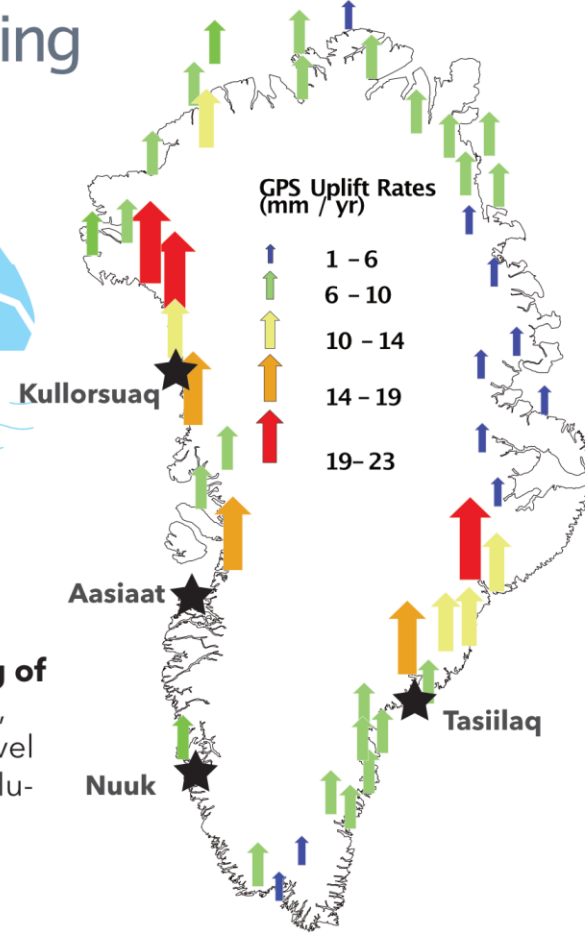 ing
GPS Uplift Rates
(mm / yr)
1 – 6
6 – 10
10 – 14
14 – 19
19– 23
Kullorsuaq
Aasiaat
g of
vel
Tasiilaq
lu-
Nuuk